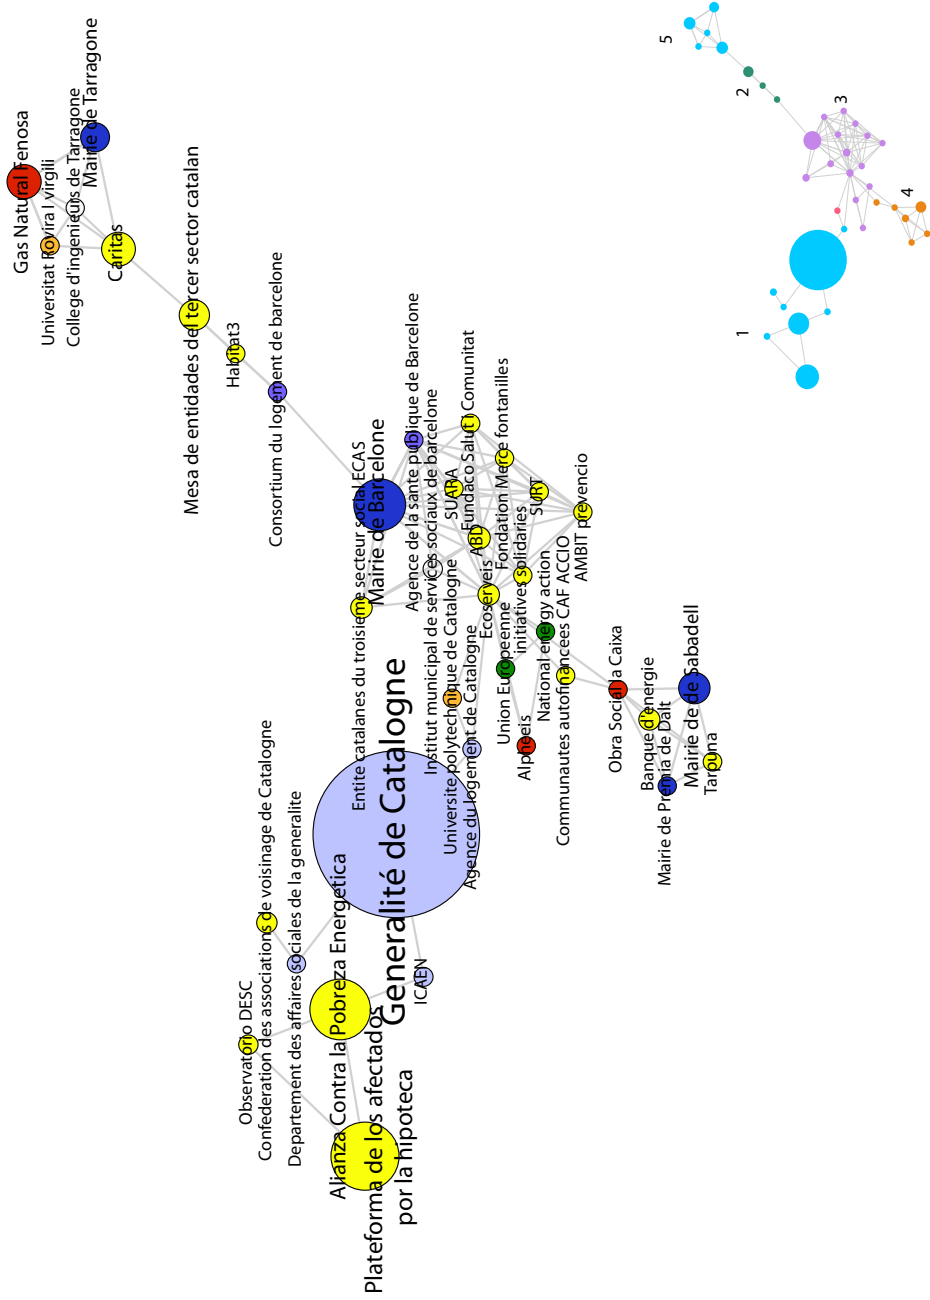 Gas Natural Fenosa
Universitat Rovira I virgili
College d'ingenieurs de Tarragone
Mairie de Tarragone
Caritas
Mesa de entidades del tercer sector catalan
Habitat3
Consortium du logement de barcelone
Entite catalanes du troisieme secteur social ECAS
Mairie de Barcelone
Agence de la sante publique de Barcelone
Institut municipal de services sociaux de barcelone
Universite polytechnique de Catalogne
SUARA
Fundaco Salut i Comunitat
Agence du logement de Catalogne
ABD
Ecoserveis
Fondation Merce fontanilles
Union Europeenne
initiatives solidaries
SURT
National energy action
Communautes autofinancees CAF ACCIO
AMBIT prevencio
Alpheeis
Obra Social la Caixa
Banque d'energie
Mairie de Premia de Dalt
Mairie de de Sabadell
Tarpuna
Observatorio DESC
Confederation des associations de voisinage de Catalogne
Departement des affaires sociales de la generalite
Alianza Contra la Pobreza Energetica
Generalité de Catalogne
ICAEN
Plateforma de los afectados
por la hipoteca
1
2
3
4
5